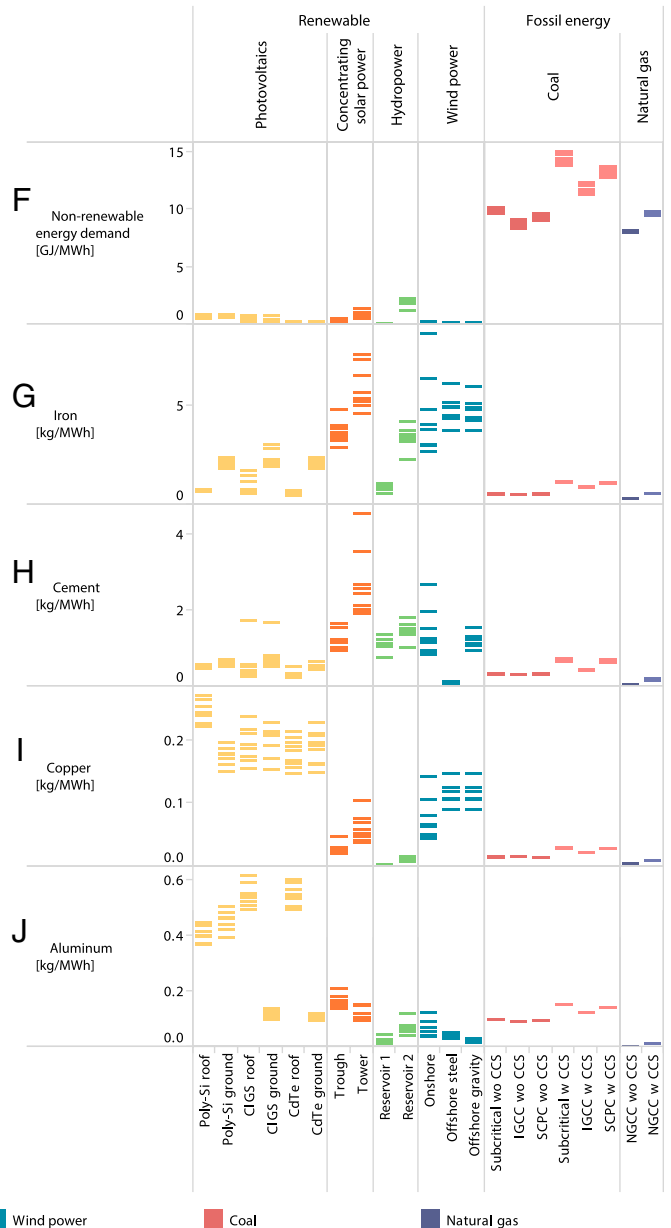 Renewable
Fossil energy
Photovoltaics
Concentrating
solar power
Hydropower
Wind power
Coal
Natural gas
F
Non-renewable
energy demand
[GJ/MWh]
15
10
5
0
G
Iron
[kg/MWh]
5
0
H
Cement
[kg/MWh]
4
2
0
I
Copper
[kg/MWh]
0.2
0.1
0.0
J
Aluminum
[kg/MWh]
0.6
0.4
0.2
0.0
Poly-Si roof
Poly-Si ground
CIGS roof
CIGS ground
CdTe roof
CdTe ground
Trough
Tower
Reservoir 1
Reservoir 2
Onshore
Offshore steel
Offshore gravity
Subcritical wo CCS
IGCC wo CCS
SCPC wo CCS
Subcritical w CCS
IGCC w CCS
SCPC w CCS
NGCC wo CCS
NGCC w CCS
Wind power
Coal
Natural gas